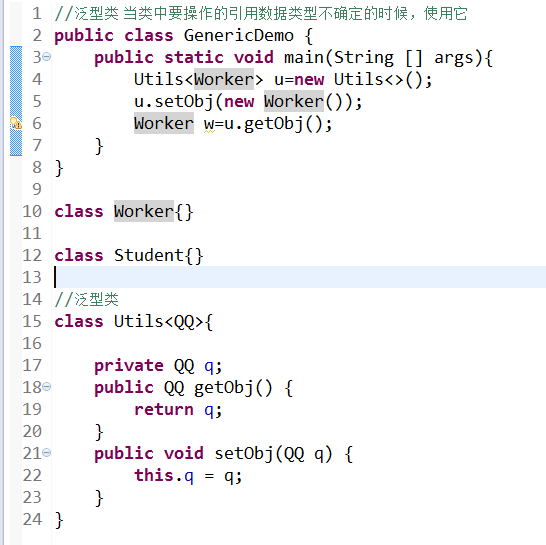 1 //泛型类 当类中要操作的引用数据类型不确定的时候，使用它
2 public class GenericDemo {
3 public static void main(String [] args){
4 Utils<Worker> u=new Utils<>();
5 u.setObj(new Worker());
6 Worker w=u.getObj();
7 }
8 }
9
10 class Worker{}
11
12 class Student{}
13
14 //泛型类
15 class Utils<QQ>{
16
17 private QQ q;
18 public QQ getObj() {
19 return q;
20 }
21 public void setObj(QQ q) {
22 this.q = q;
23 }
24 }